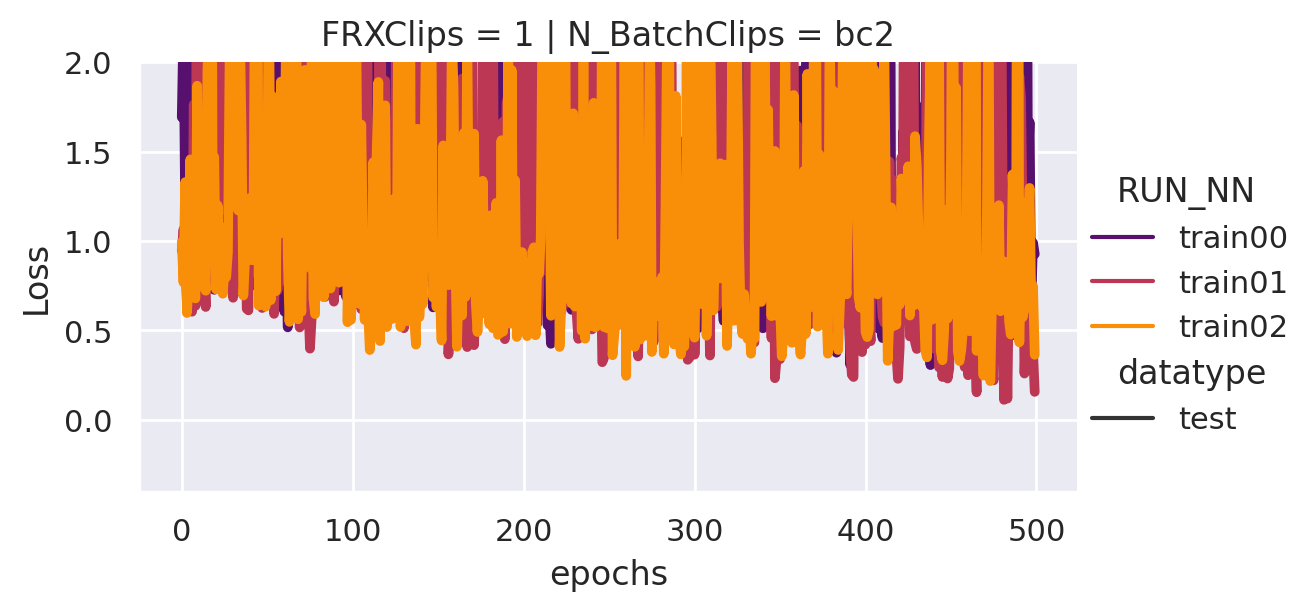 FRXClips = 1 | N_BatchClips = bc2
2.0
1.5
1.0
0.5
0.0
Loss
0 100 200 300 400 500
epochs
RUN_NN
train00
train01
train02
datatype
test